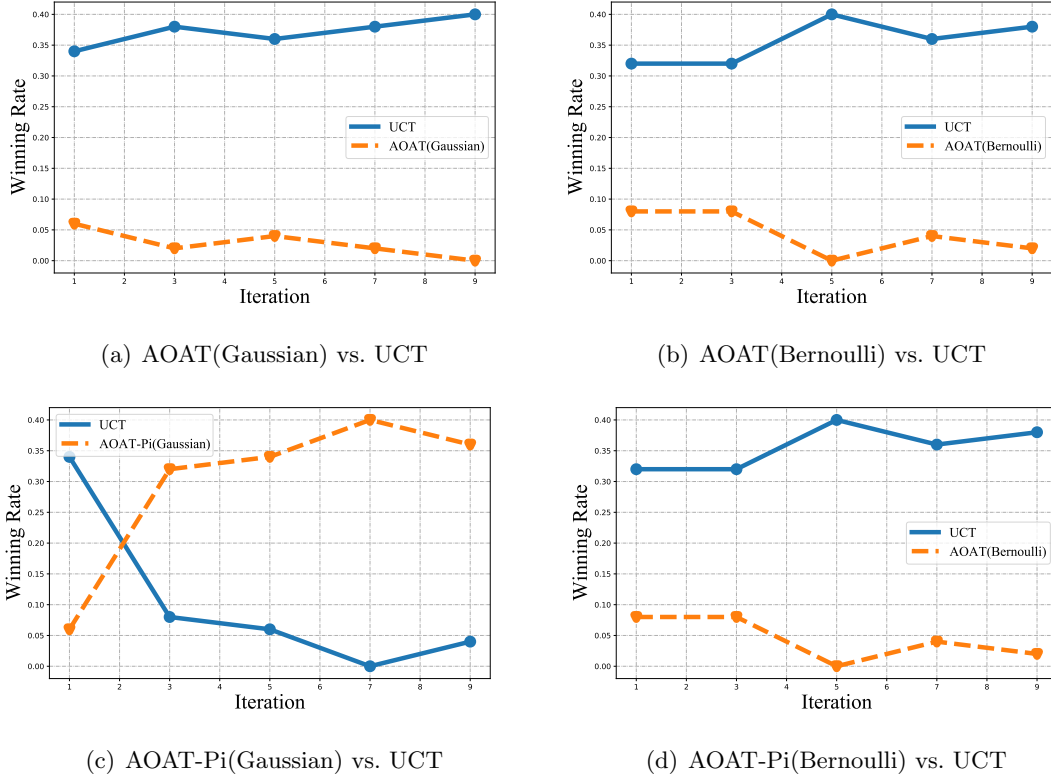 0.40
0.35
0.30
0.25
0.20
0.15
0.10
0.05
0.00
Winning Rate
UCT
AOAT(Gaussian)
1 2 3 4 5 6 7 8 9
Iteration
(a) AOAT(Gaussian) vs. UCT
0.40
0.35
0.30
0.25
0.20
0.15
0.10
0.05
0.00
Winning Rate
UCT
AOAT(Bernoulli)
1 2 3 4 5 6 7 8 9
Iteration
(b) AOAT(Bernoulli) vs. UCT
0.40
0.35
0.30
0.25
0.20
0.15
0.10
0.05
0.00
Winning Rate
UCT
AOAT-Pi(Gaussian)
1 2 3 4 5 6 7 8 9
Iteration
(c) AOAT-Pi(Gaussian) vs. UCT
0.40
0.35
0.30
0.25
0.20
0.15
0.10
0.05
0.00
Winning Rate
UCT
AOAT(Bernoulli)
1 2 3 4 5 6 7 8 9
Iteration
(d) AOAT-Pi(Bernoulli) vs. UCT